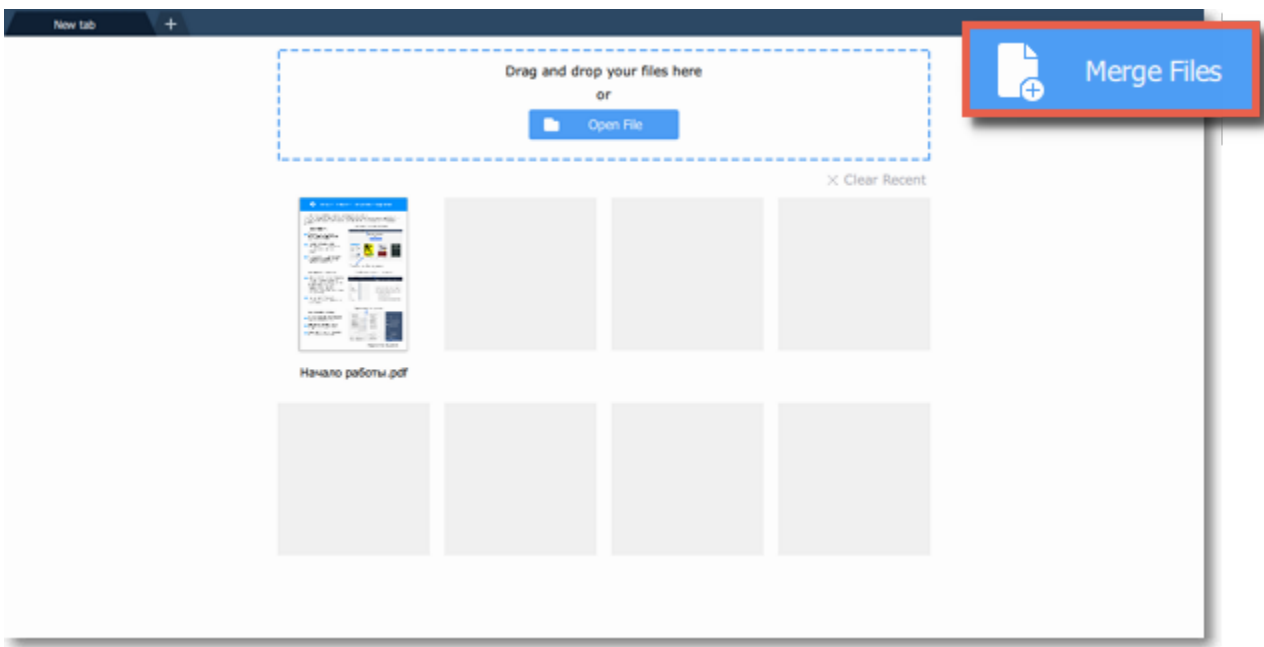 New tab
+
Merge Files
Drag and drop your files here
or
Open File
× Clear Recent
Начало работы.pdf